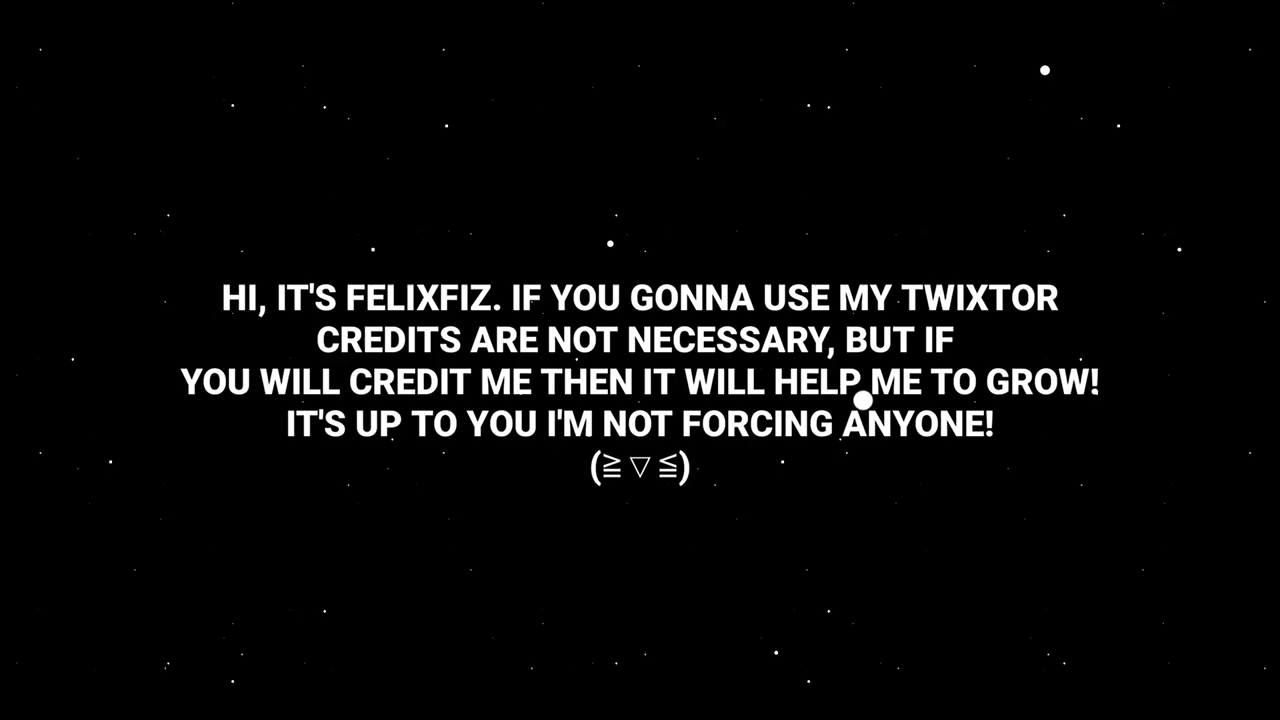 HI, IT'S FELIXFIZ. IF YOU GONNA USE MY TWIXTOR
CREDITS ARE NOT NECESSARY, BUT IF
YOU WILL CREDIT ME THEN IT WILL HELP ME TO GROW!
IT'S UP TO YOU I'M NOT FORCING ANYONE!
(≧▽≦)